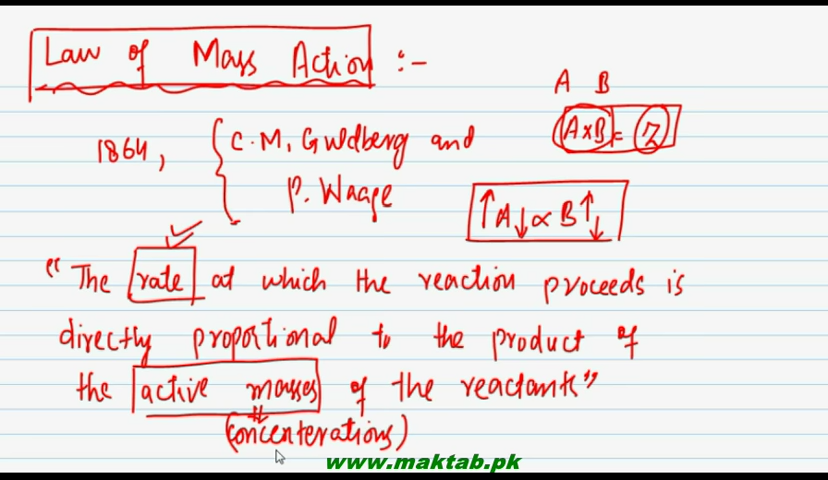 Law of Mass Action :-
A B
A×B = Z
1864, { C.M. Guldberg and
P. Waage
↑A↓ ∝ B↑↓
"The rate at which the reaction proceeds is
directly proportional to the product of
the active masses of the reactants"
(concenterations)
www.maktab.pk